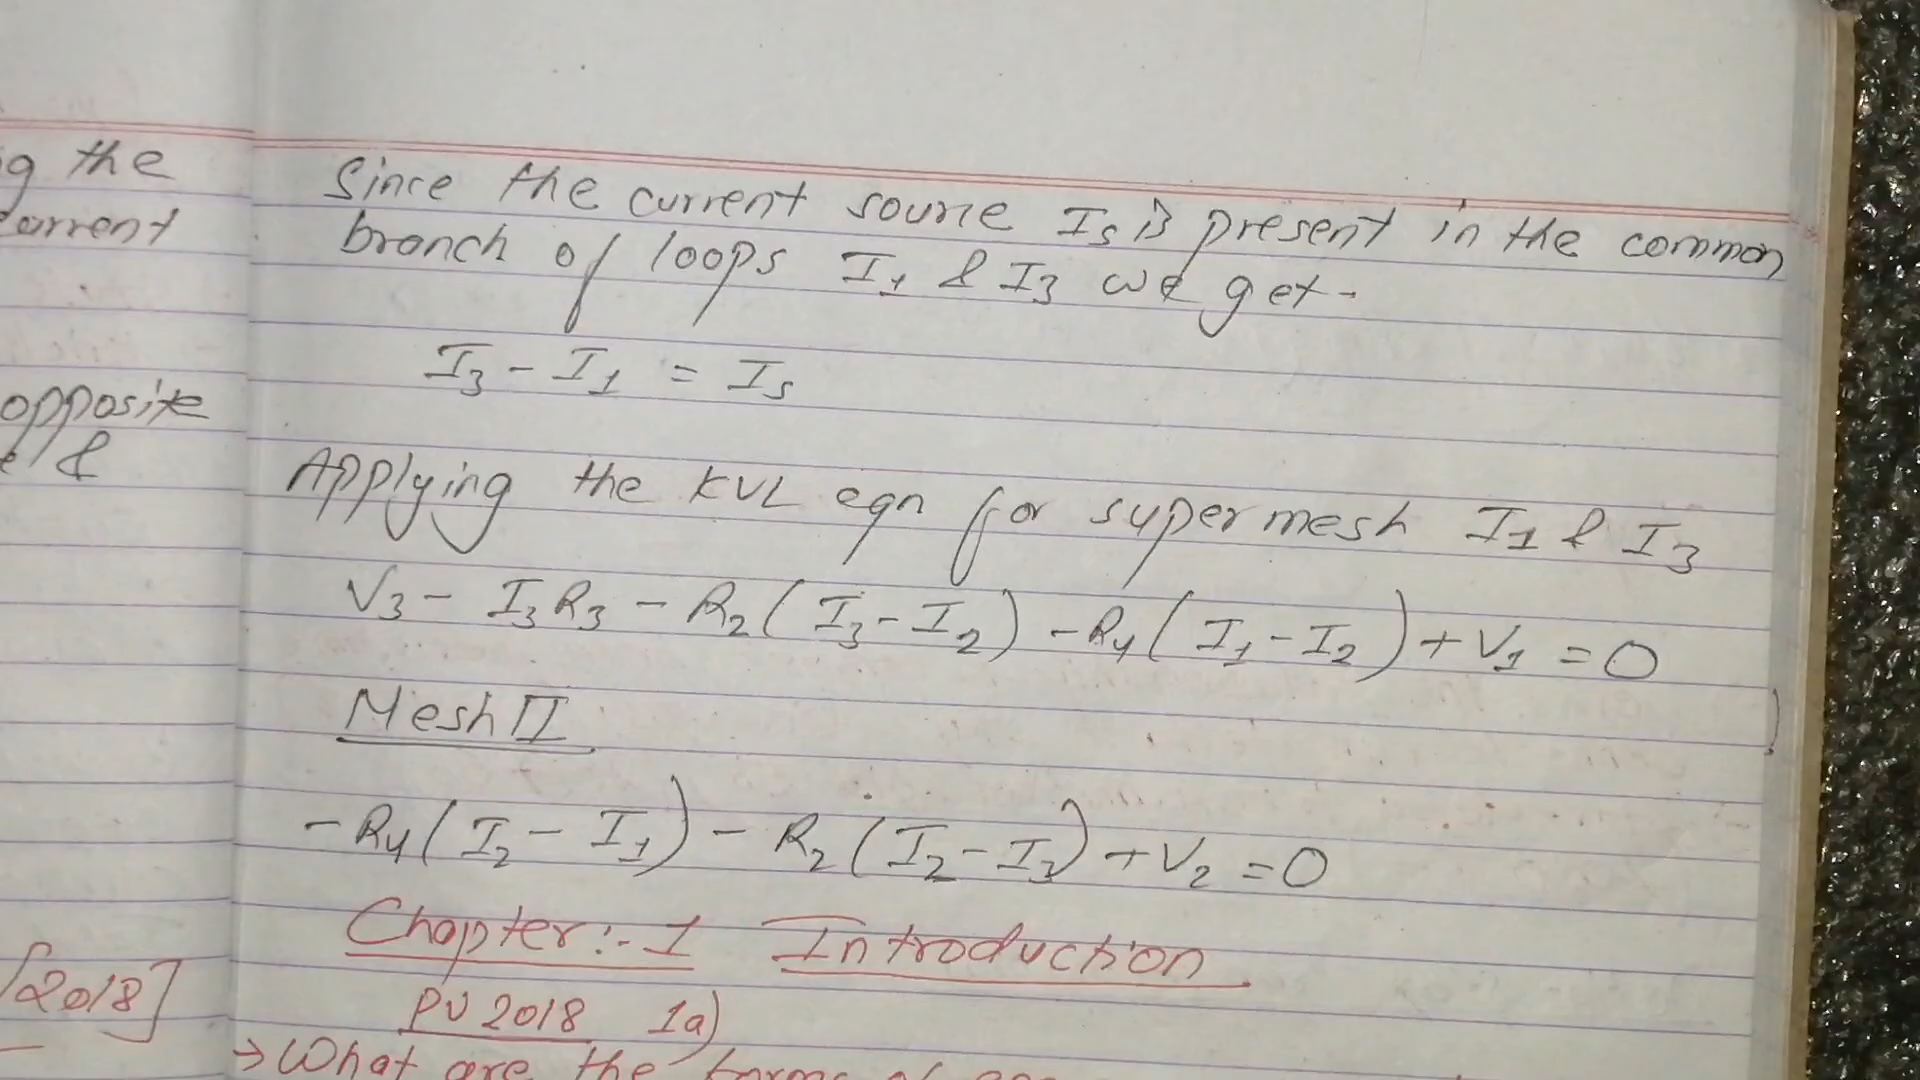 g the
current
opposite
&
[2018]
Since the current source Is is present in the common
branch of loops I1 & I3 we get-
I3 - I1 = Is
Applying the KVL eqn for supermesh I1 & I3
V3 - I3R3 - R2(I3-I2) -R4(I1-I2)+V1 =0
Mesh II
-R4(I2-I1)-R2(I2-I3)+V2=0
Chapter:-1 Introduction
PU 2018 1a)
→What are the